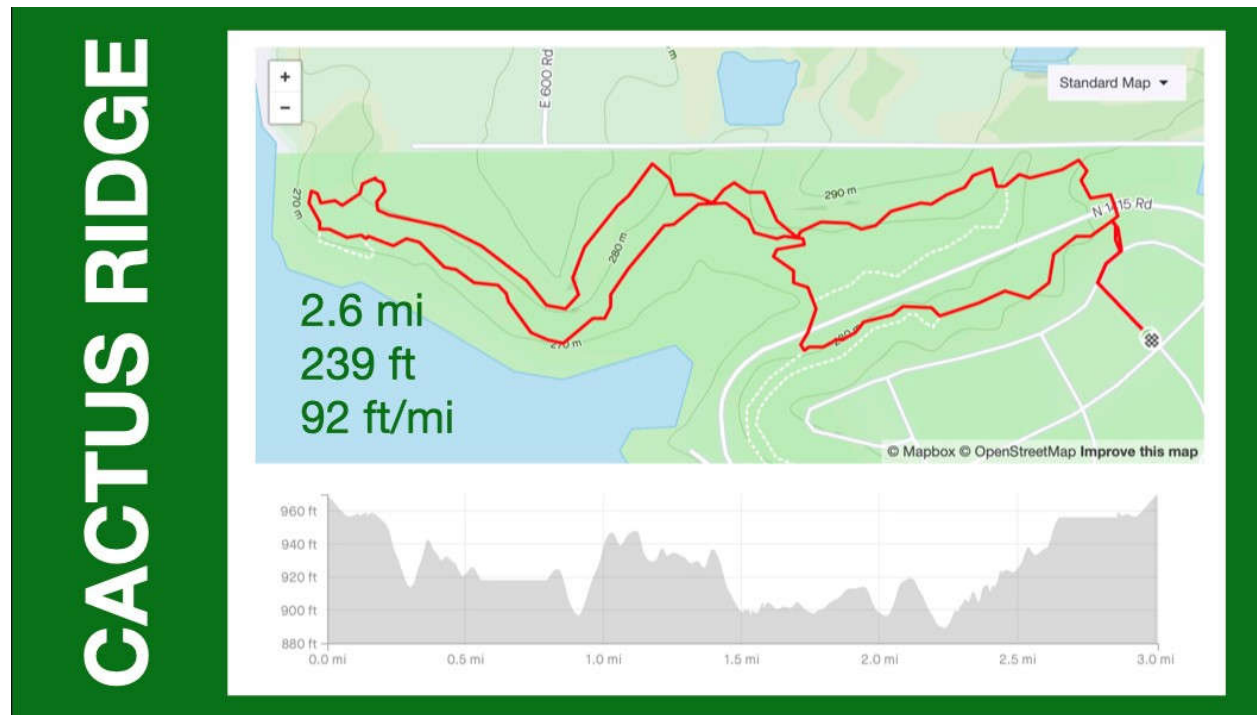 CACTUS RIDGE
+
−
E 600 Rd
m
Standard Map
270 m
290 m
N 1415 Rd
280 m
2.6 mi
239 ft
92 ft/mi
270 m
280 m
© Mapbox © OpenStreetMap Improve this map
960 ft
940 ft
920 ft
900 ft
880 ft
0.0 mi
0.5 mi
1.0 mi
1.5 mi
2.0 mi
2.5 mi
3.0 mi